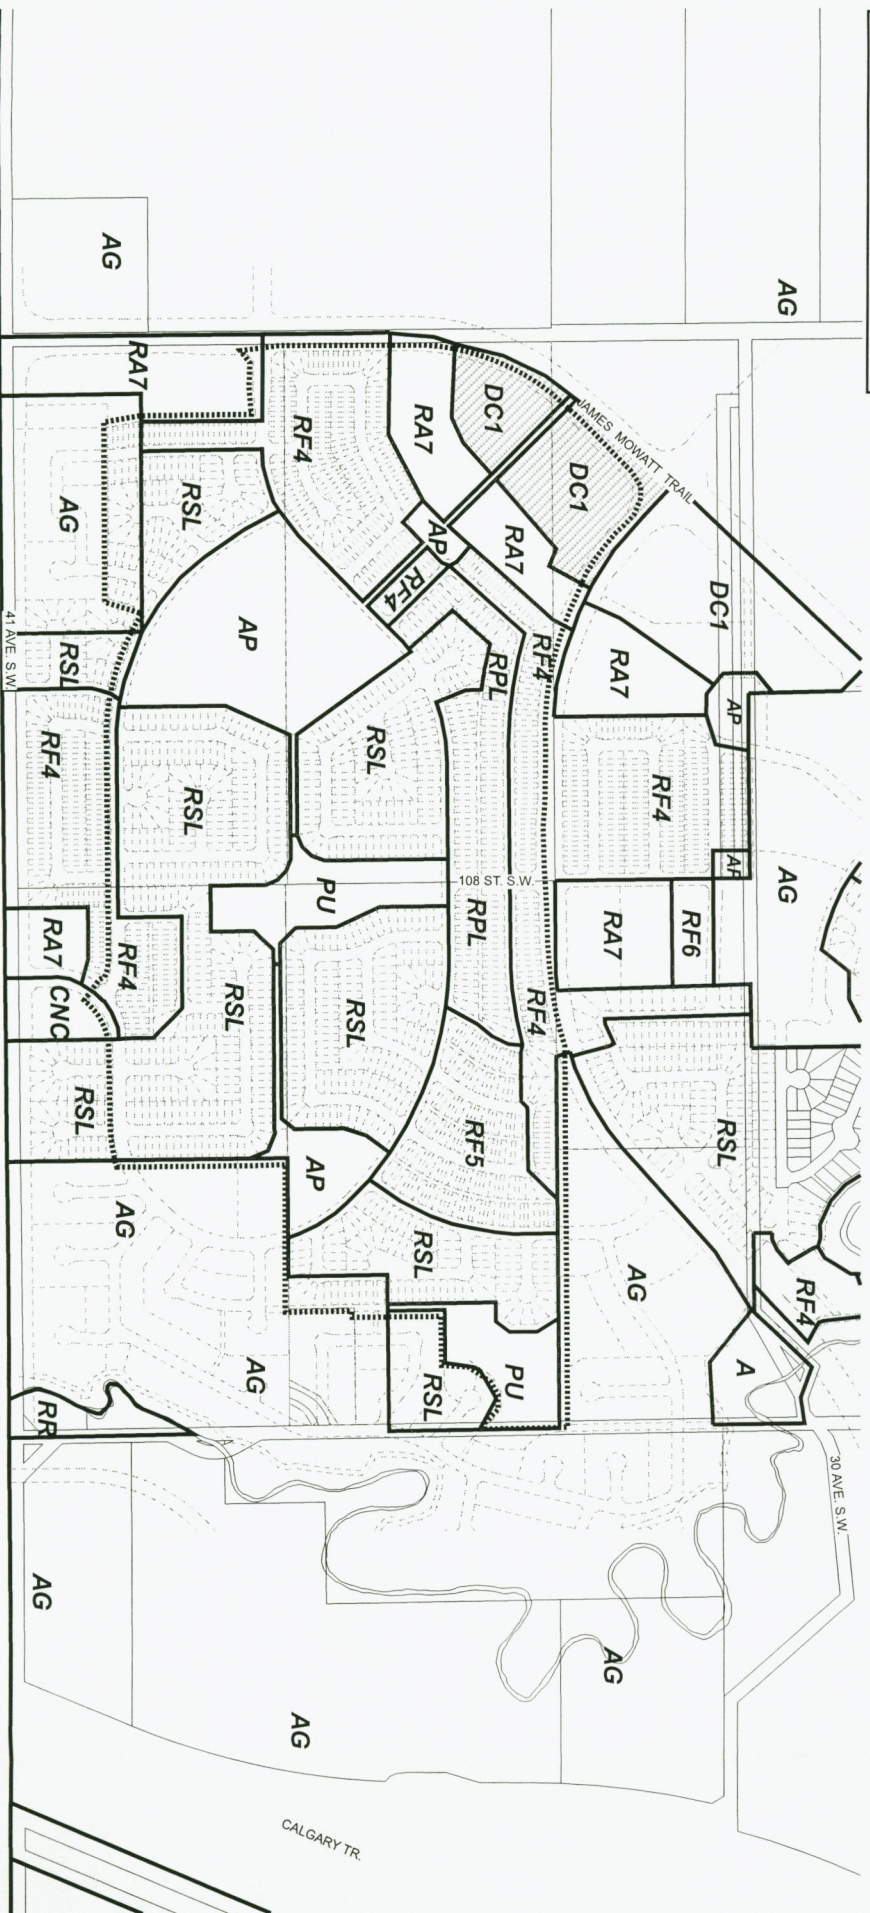 AG
AG
RA7
RF4
RA7
DC1
DC1
JAMES MOWATT TRAIL
RSL
AG
AP
RA7
RF4
DC1
AP
RF4
RA7
RSL
RPL
AP
41 AVE. S.W.
RF4
RSL
RSL
RF4
RF4
AP
AG
108 ST. S.W.
PU
RPL
RA7
RF6
RA7
RF4
CNC
RSL
RSL
RF4
RSL
RF5
RSL
AP
AG
RSL
AG
RF4
AG
RSL
PU
A
RR
30 AVE. S.W.
AG
AG
AG
CALGARY TR.